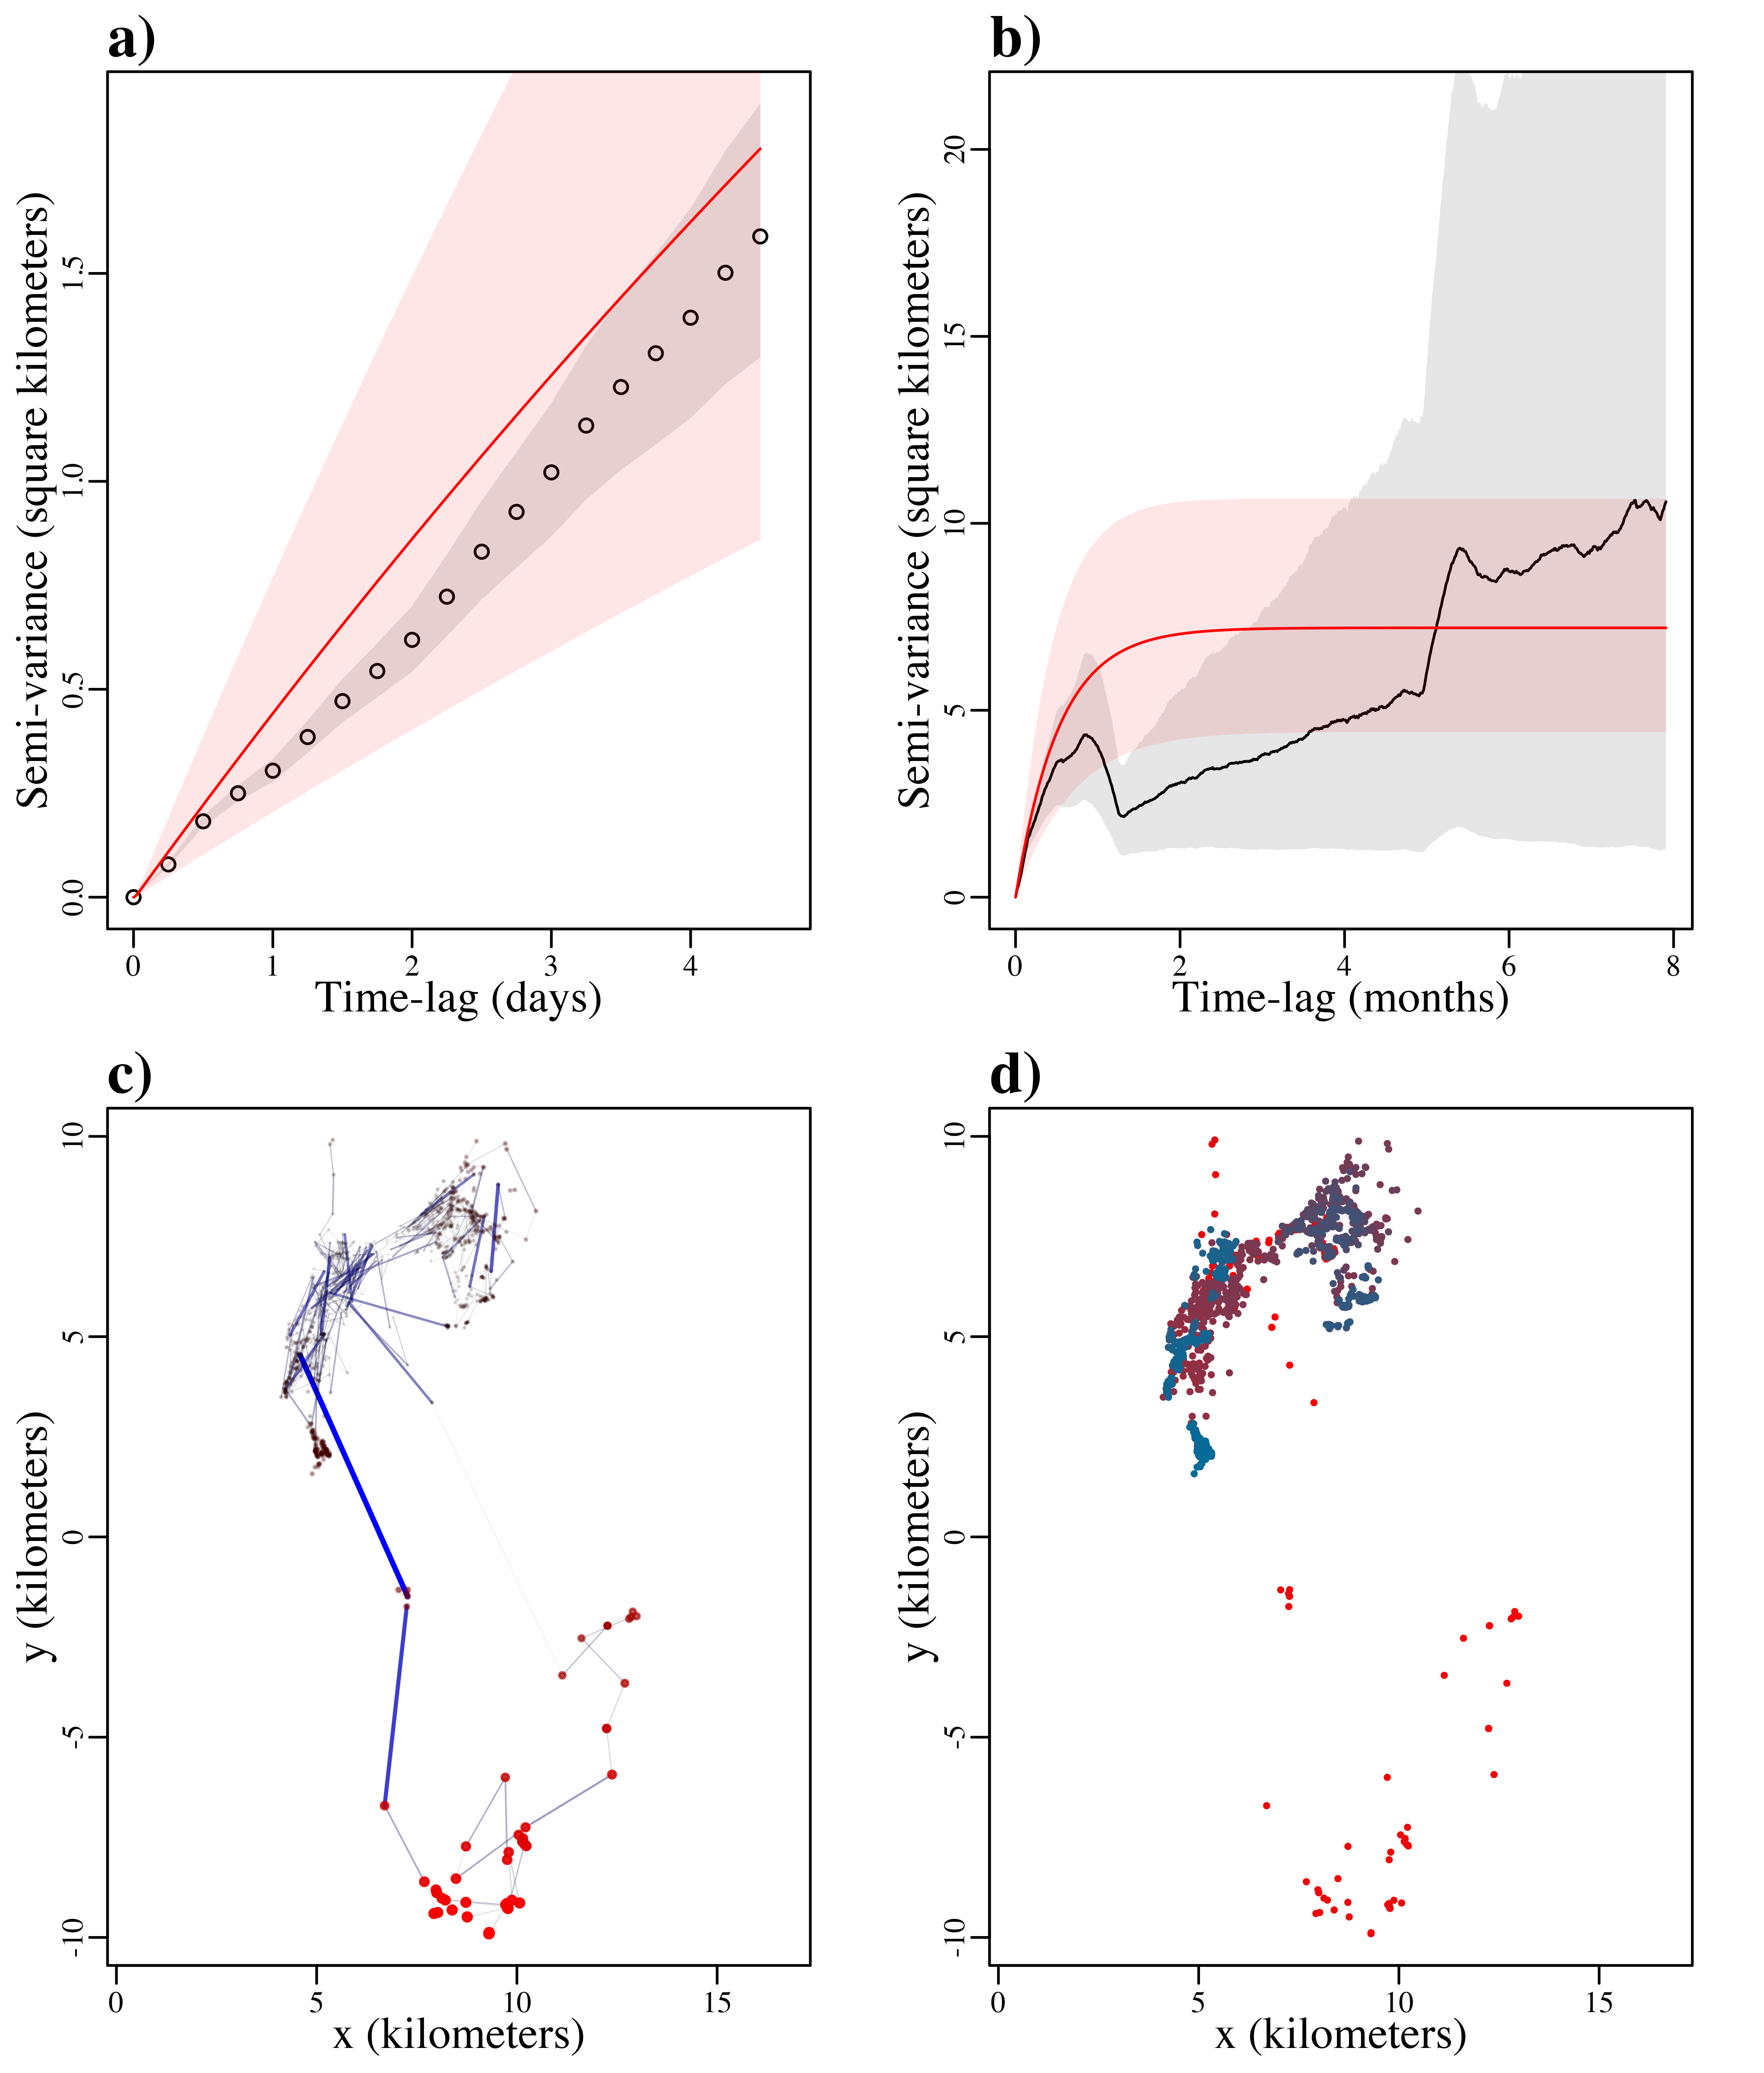 a)
Semi-variance (square kilometers)
0.0 0.5 1.0 1.5
0 1 2 3 4
Time-lag (days)
b)
Semi-variance (square kilometers)
0 5 10 15 20
0 2 4 6 8
Time-lag (months)
c)
y (kilometers)
-10 -5 0 5 10
0 5 10 15
x (kilometers)
d)
y (kilometers)
-10 -5 0 5 10
0 5 10 15
x (kilometers)